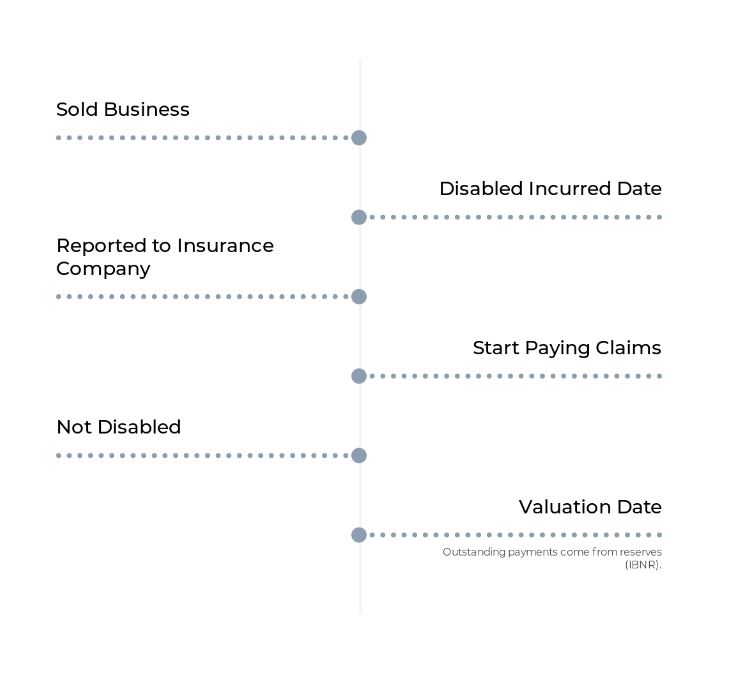 Sold Business
Disabled Incurred Date
Reported to Insurance
Company
Start Paying Claims
Not Disabled
Valuation Date
Outstanding payments come from reserves
(IBNR).